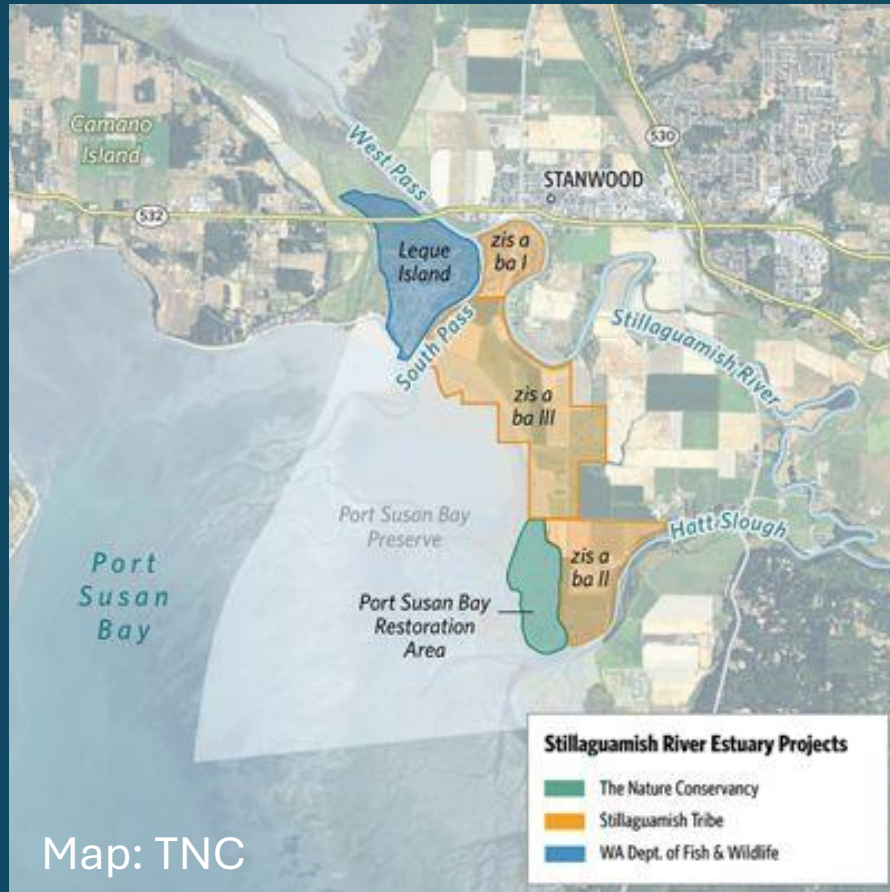 Camano
Island
West Pass
530
STANWOOD
532
Leque
Island
zis a
ba I
South Pass
Stillaguamish River
zis a
ba III
Port Susan Bay
Preserve
Hatt Slough
Port
Susan
Bay
zis a
ba II
Port Susan Bay
Restoration
Area
Stillaguamish River Estuary Projects
The Nature Conservancy
Stillaguamish Tribe
WA Dept. of Fish & Wildlife
Map: TNC